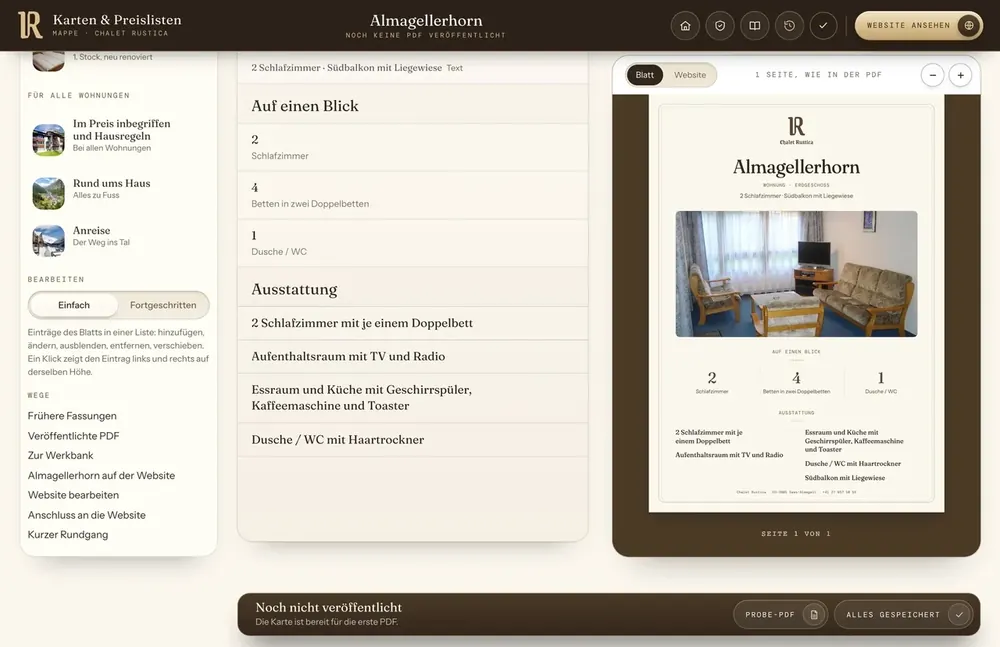 Karten & Preislisten
MAPPE · CHALET RUSTICA
Almagellerhorn
NOCH KEINE PDF VERÖFFENTLICHT
WEBSITE ANSEHEN
1. Stock, neu renoviert
FÜR ALLE WOHNUNGEN
Im Preis inbegriffen
und Hausregeln
Bei allen Wohnungen
Rund ums Haus
Alles zu Fuss
Anreise
Der Weg ins Tal
BEARBEITEN
Einfach
Fortgeschritten
Einträge des Blatts in einer Liste: hinzufügen,
ändern, ausblenden, entfernen, verschieben.
Ein Klick zeigt den Eintrag links und rechts auf
derselben Höhe.
WEGE
Frühere Fassungen
Veröffentlichte PDF
Zur Werkbank
Almagellerhorn auf der Website
Website bearbeiten
Anschluss an die Website
Kurzer Rundgang
2 Schlafzimmer · Südbalkon mit Liegewiese Text
Auf einen Blick
2
Schlafzimmer
4
Betten in zwei Doppelbetten
1
Dusche / WC
Ausstattung
2 Schlafzimmer mit je einem Doppelbett
Aufenthaltsraum mit TV und Radio
Essraum und Küche mit Geschirrspüler,
Kaffeemaschine und Toaster
Dusche / WC mit Haartrockner
Blatt
Website
1 SEITE, WIE IN DER PDF
Chalet Rustica
Almagellerhorn
WOHNUNG · ERDGESCHOSS
2 Schlafzimmer · Südbalkon mit Liegewiese
AUF EINEN BLICK
2
Schlafzimmer
4
Betten in zwei Doppelbetten
1
Dusche / WC
AUSSTATTUNG
2 Schlafzimmer mit je
einem Doppelbett
Aufenthaltsraum mit TV und Radio
Essraum und Küche mit
Geschirrspüler, Kaffeemaschine
und Toaster
Dusche / WC mit Haartrockner
Südbalkon mit Liegewiese
Chalet Rustica
SEITE 1 VON 1
Noch nicht veröffentlicht
Die Karte ist bereit für die erste PDF.
PROBE-PDF
ALLES GESPEICHERT